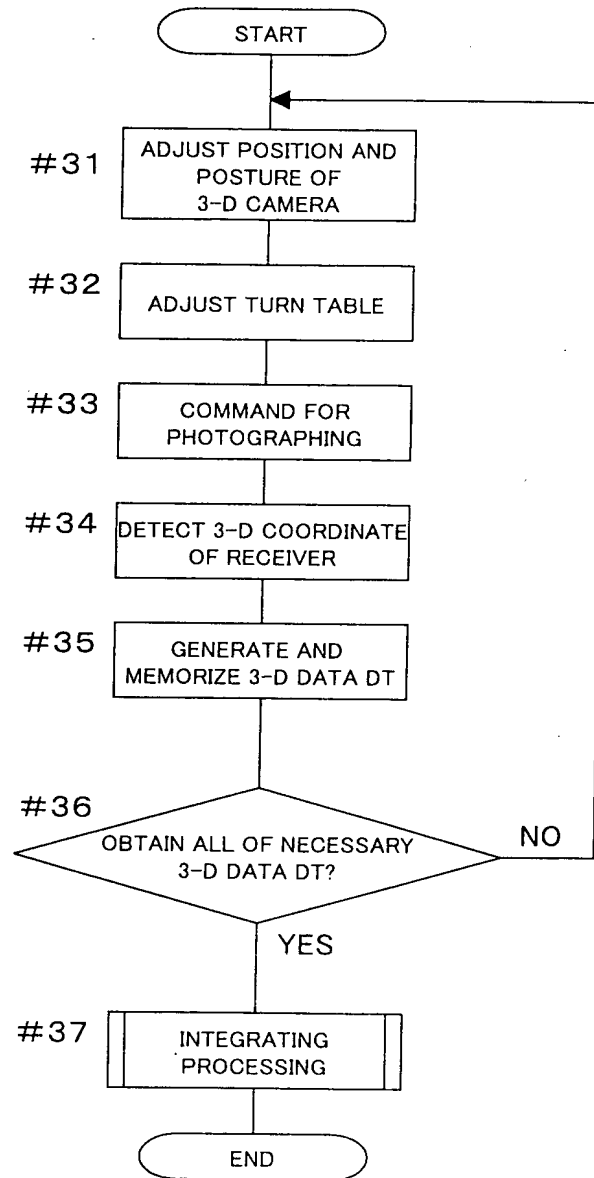 START
#31
ADJUST POSITION AND
POSTURE OF
3-D CAMERA
#32
ADJUST TURN TABLE
#33
COMMAND FOR
PHOTOGRAPHING
#34
DETECT 3-D COORDINATE
OF RECEIVER
#35
GENERATE AND
MEMORIZE 3-D DATA DT
#36
OBTAIN ALL OF NECESSARY
3-D DATA DT?
NO
YES
#37
INTEGRATING
PROCESSING
END